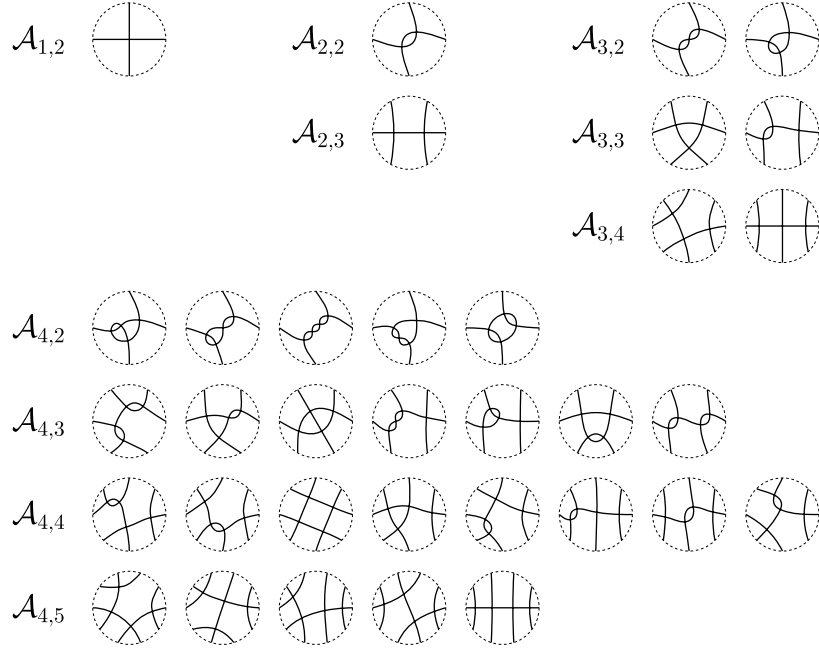 𝒜₁,₂ 𝒜₂,₂ 𝒜₃,₂
𝒜₂,₃ 𝒜₃,₃
𝒜₃,₄
𝒜₄,₂
𝒜₄,₃
𝒜₄,₄
𝒜₄,₅